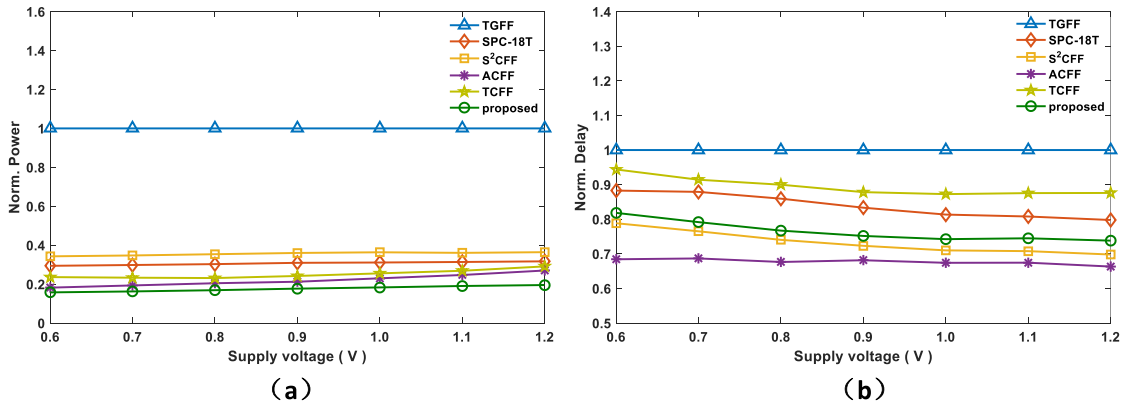 1.6
1.4
1.2
1
0.8
0.6
0.4
0.2
0
Norm. Power
TGFF
SPC-18T
S²CFF
ACFF
TCFF
proposed
0.6 0.7 0.8 0.9 1.0 1.1 1.2
Supply voltage ( V )
（a）
1.4
1.3
1.2
1.1
1
0.9
0.8
0.7
0.6
0.5
Norm. Delay
TGFF
SPC-18T
S²CFF
ACFF
TCFF
proposed
0.6 0.7 0.8 0.9 1.0 1.1 1.2
Supply voltage ( V )
（b）